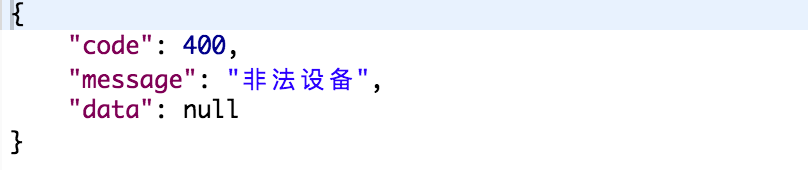 {
    "code": 400,
    "message": "非法设备",
    "data": null
}